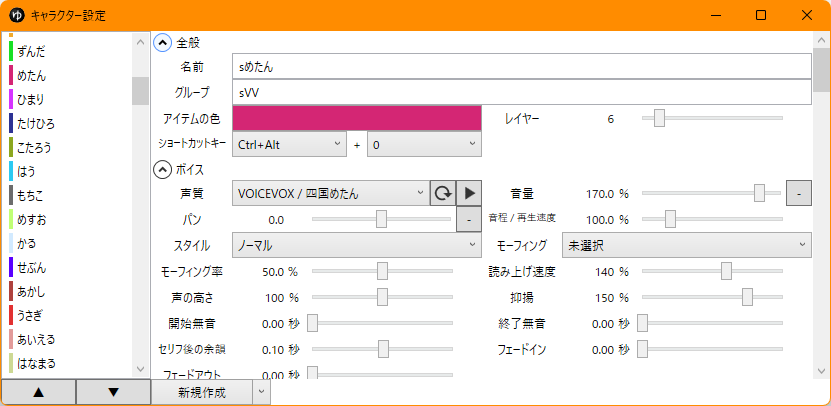 ゆ キャラクター設定
ずんだ
めたん
ひまり
たけひろ
こたろう
はう
もちこ
めすお
かる
せぶん
あかし
うさぎ
あいえる
はなまる
▲ ▼ 新規作成
全般
名前 sめたん
グループ sVV
アイテムの色 レイヤー 6
ショートカットキー Ctrl+Alt + 0
ボイス
声質 VOICEVOX / 四国めたん 音量 170.0 % -
パン 0.0 - 音程 / 再生速度 100.0 %
スタイル ノーマル モーフィング 未選択
モーフィング率 50.0 % 読み上げ速度 140 %
声の高さ 100 % 抑揚 150 %
開始無音 0.00 秒 終了無音 0.00 秒
セリフ後の余韻 0.10 秒 フェードイン 0.00 秒
フェードアウト 0.00 秒